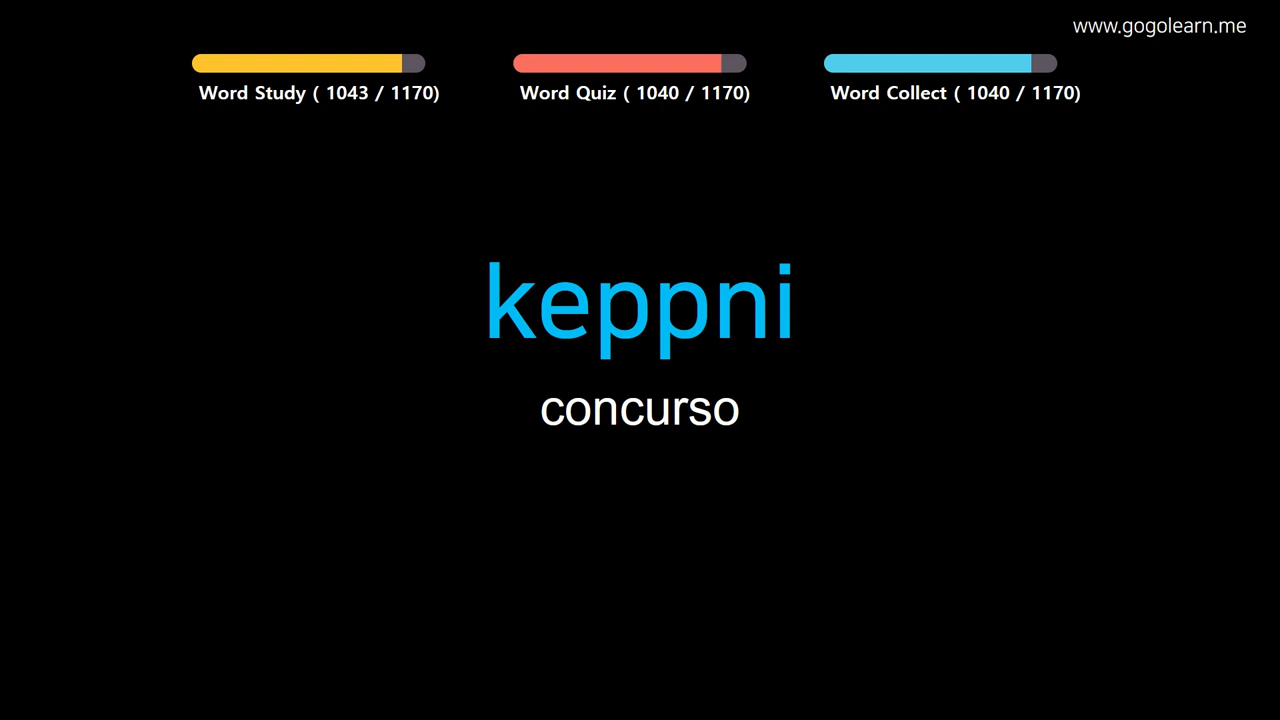 www.gogolearn.me
Word Study ( 1043 / 1170)
Word Quiz ( 1040 / 1170)
Word Collect ( 1040 / 1170)
keppni
concurso